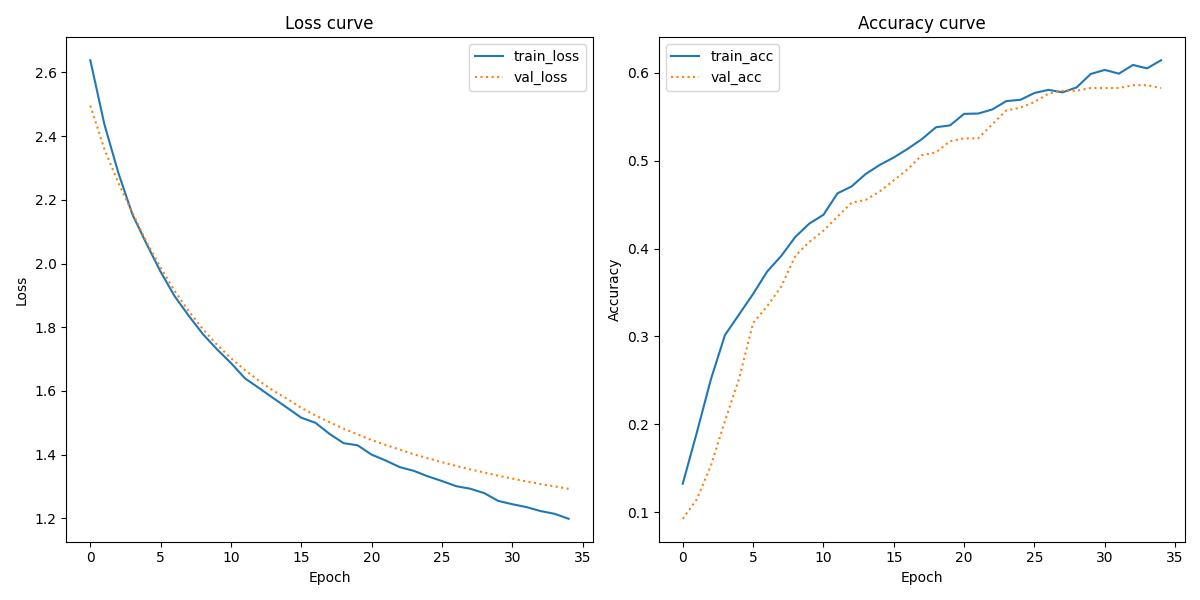 Loss curve
train_loss
val_loss
2.6
2.4
2.2
2.0
1.8
1.6
1.4
1.2
Loss
0 5 10 15 20 25 30 35
Epoch
Accuracy curve
train_acc
val_acc
0.6
0.5
0.4
0.3
0.2
0.1
Accuracy
0 5 10 15 20 25 30 35
Epoch